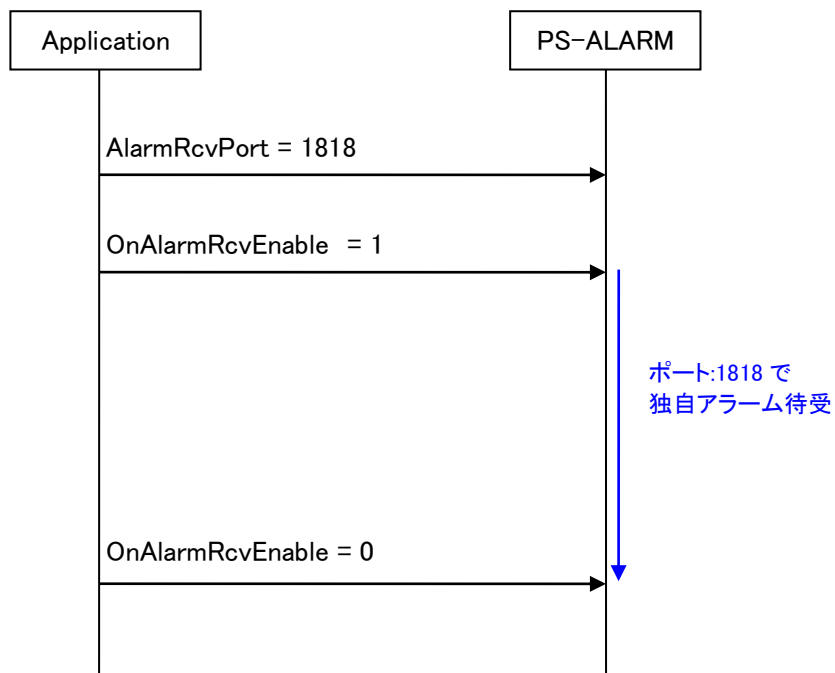 Application
PS-ALARM
AlarmRcvPort = 1818
OnAlarmRcvEnable = 1
ポート:1818 で
独自アラーム待受
OnAlarmRcvEnable = 0